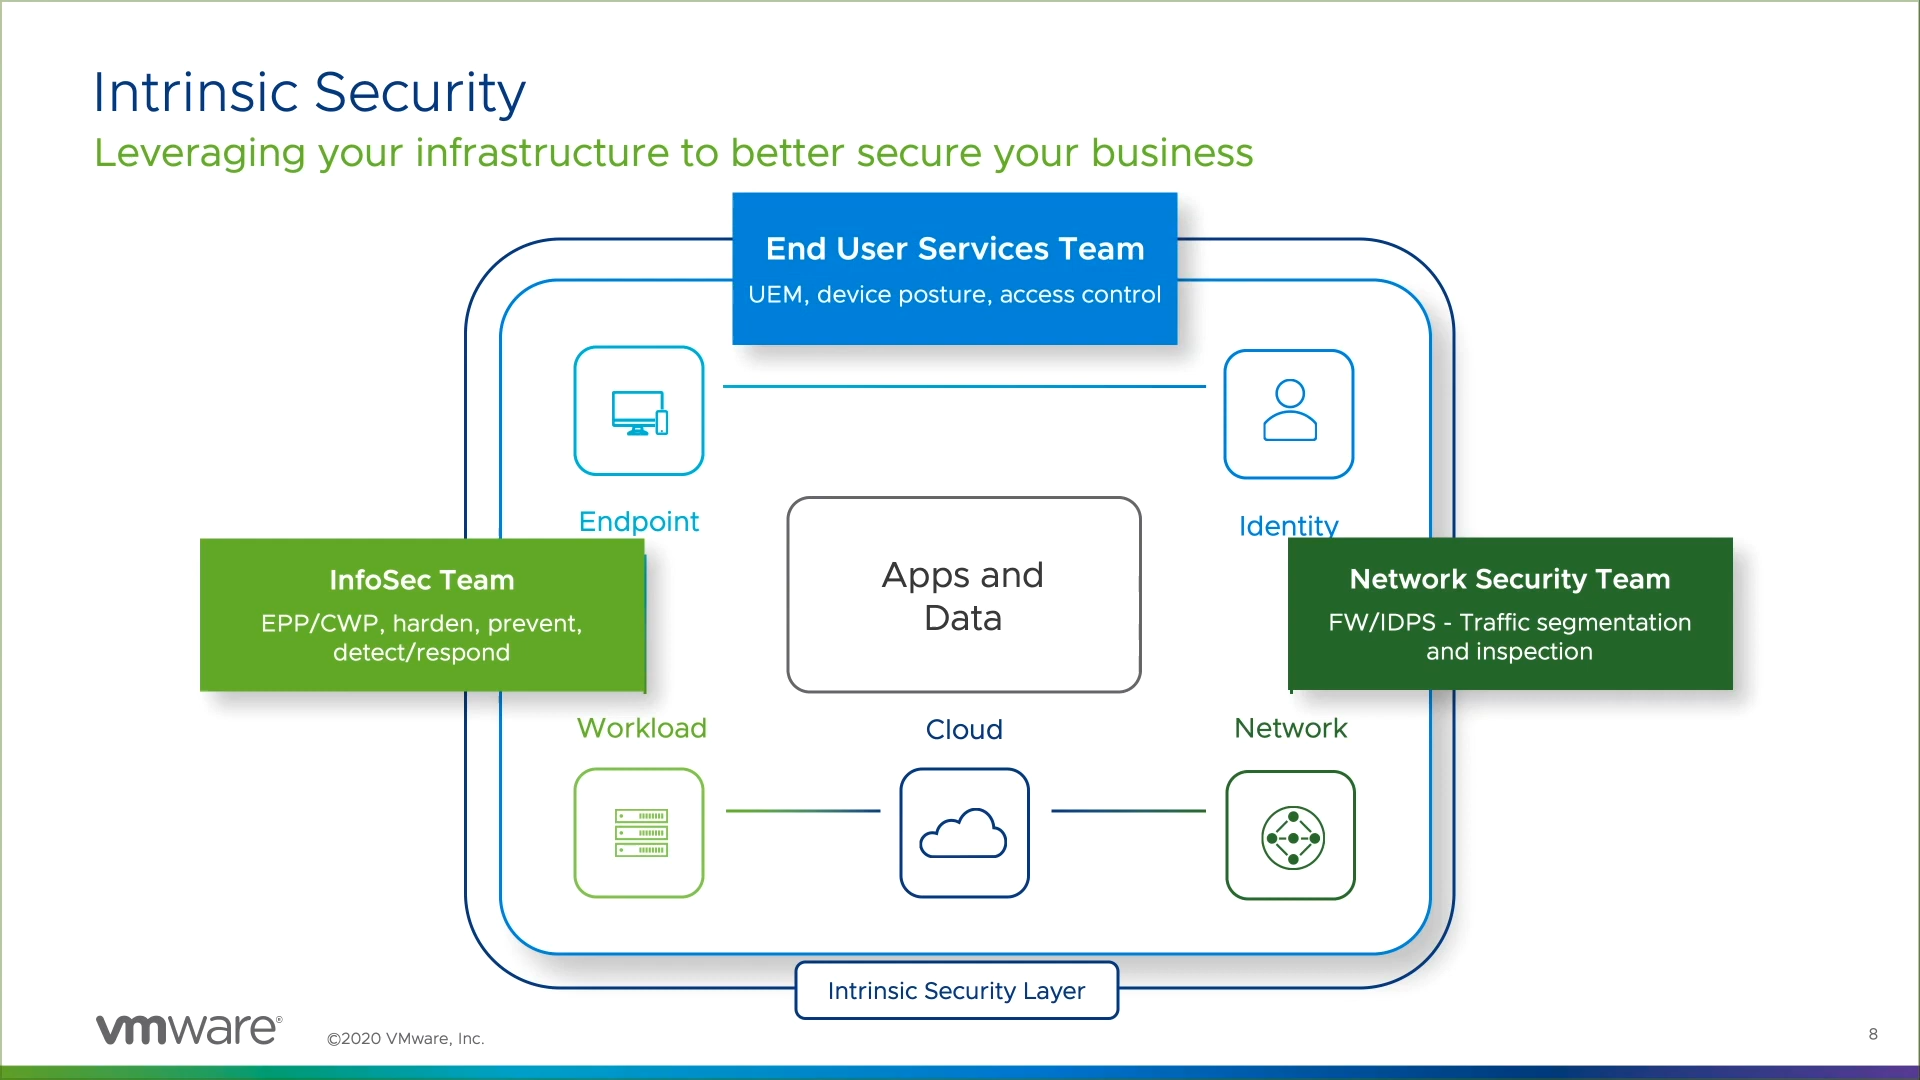 Intrinsic Security
Leveraging your infrastructure to better secure your business
End User Services Team
UEM, device posture, access control
Endpoint
Identity
InfoSec Team
EPP/CWP, harden, prevent,
detect/respond
Apps and
Data
Network Security Team
FW/IDPS - Traffic segmentation
and inspection
Workload
Cloud
Network
Intrinsic Security Layer
vmware®
©2020 VMware, Inc.
8